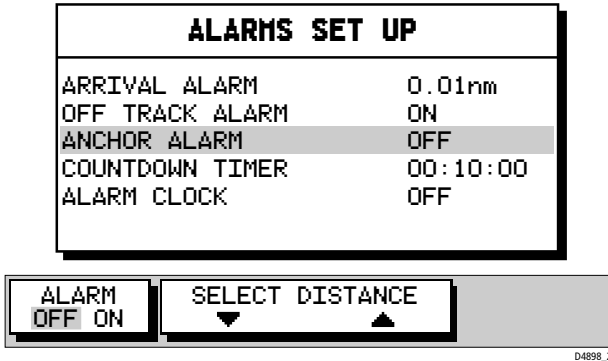 ALARMS SET UP
ARRIVAL ALARM 0.01nm
OFF TRACK ALARM ON
ANCHOR ALARM OFF
COUNTDOWN TIMER 00:10:00
ALARM CLOCK OFF
ALARM SELECT DISTANCE
OFF ON